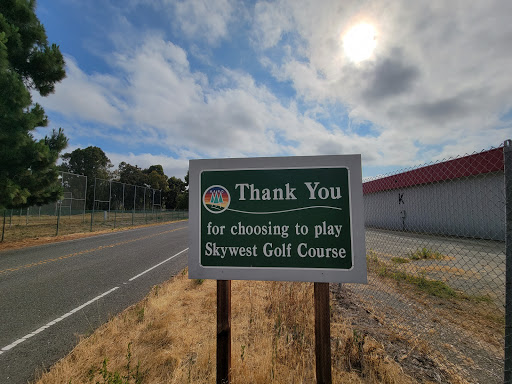 Thank You
for choosing to play
Skywest Golf Course
K